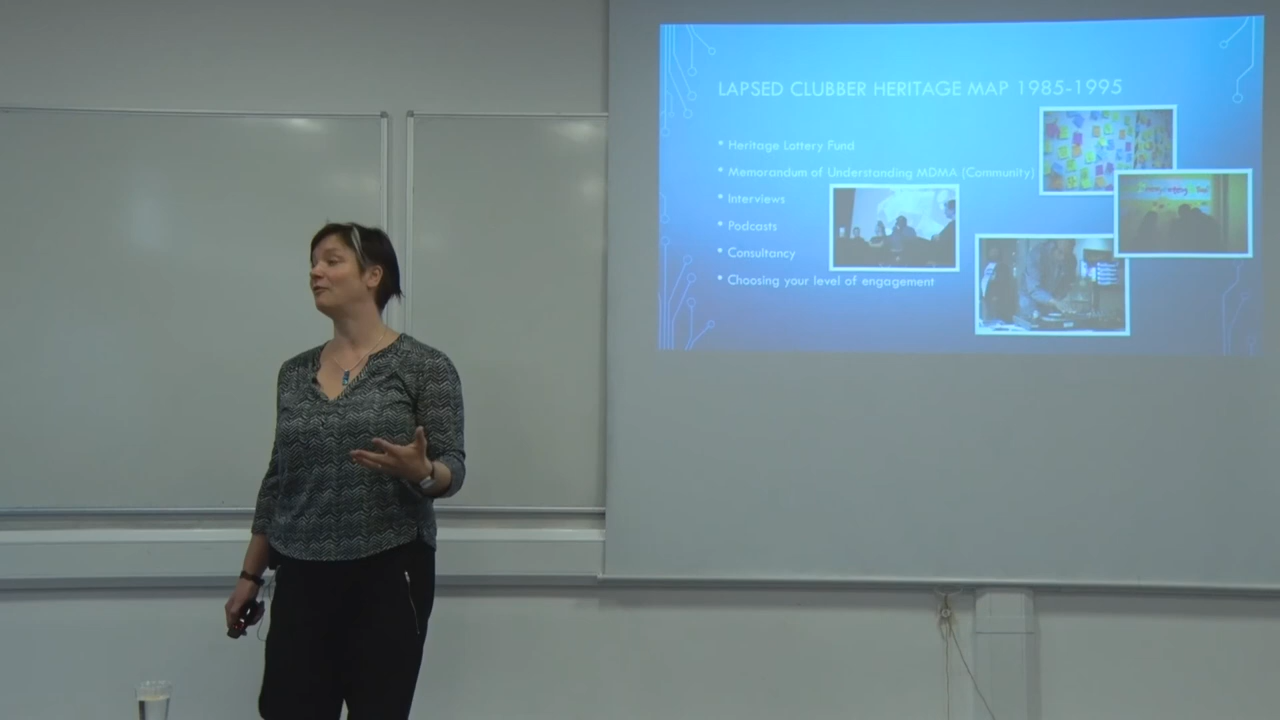 LAPSED CLUBBER HERITAGE MAP 1985-1995
* Heritage Lottery Fund
* Memorandum of Understanding MDMA (Community)
* Interviews
* Podcasts
* Consultancy
* Choosing your level of engagement